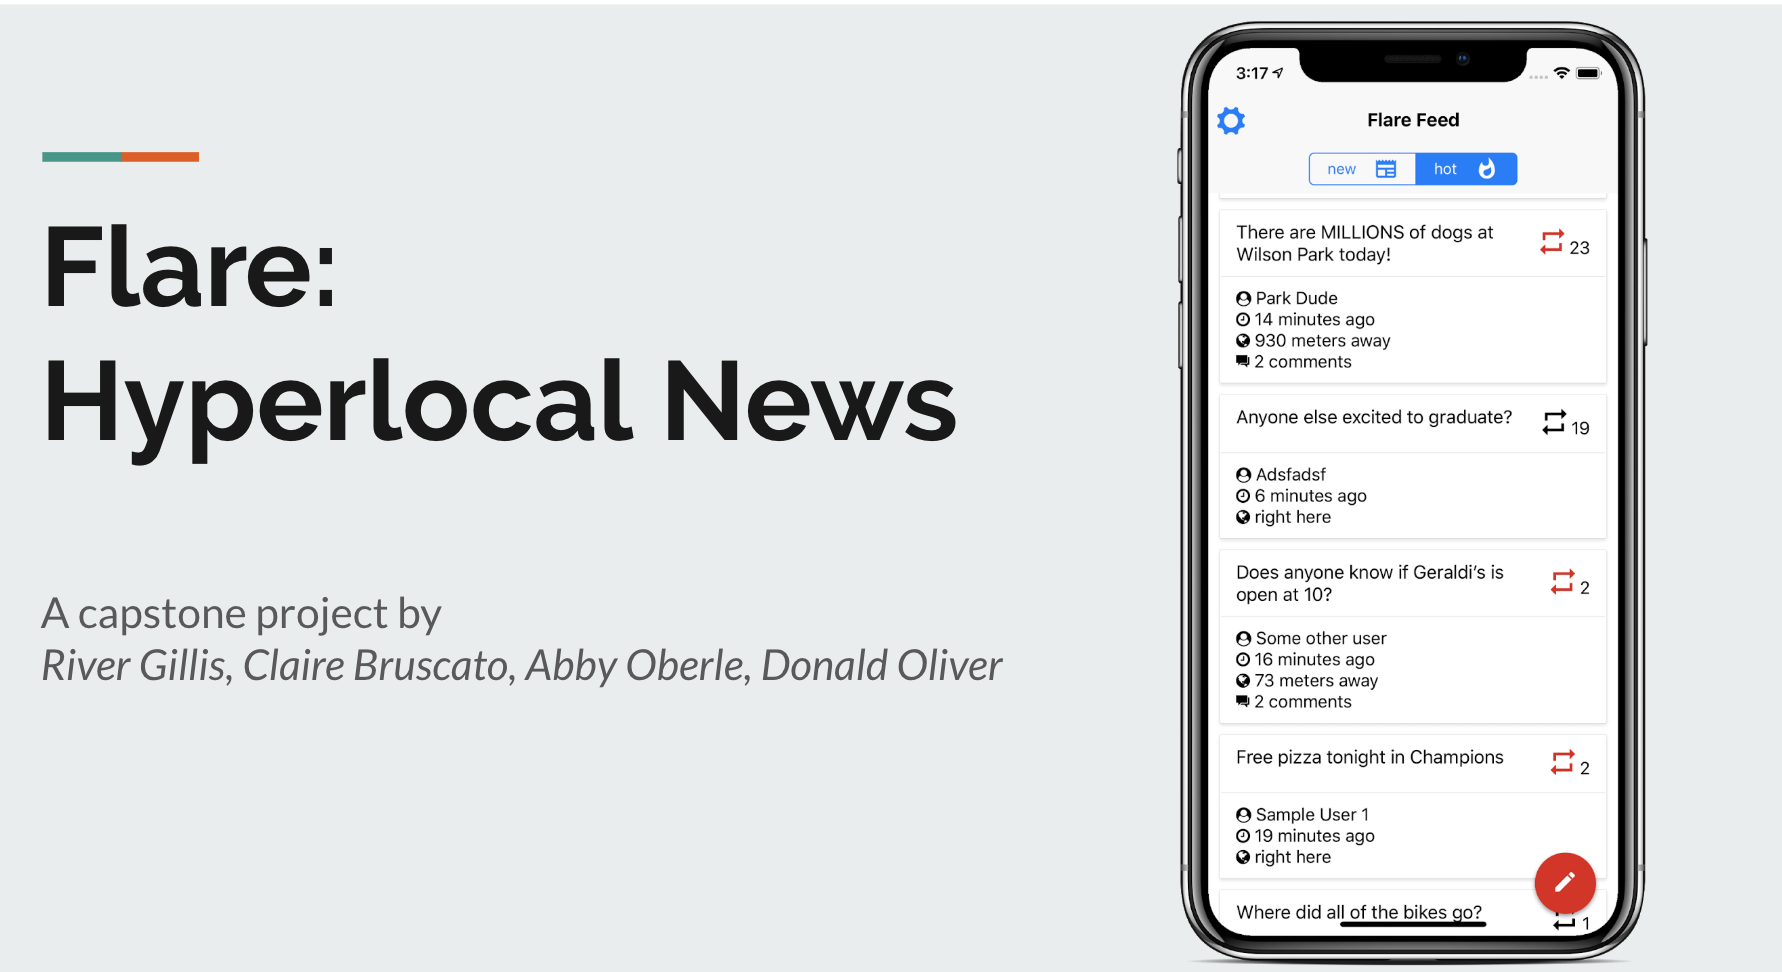 Flare:
Hyperlocal News
A capstone project by
River Gillis, Claire Bruscato, Abby Oberle, Donald Oliver
3:17
Flare Feed
new hot
There are MILLIONS of dogs at
Wilson Park today!
23
Park Dude
14 minutes ago
930 meters away
2 comments
Anyone else excited to graduate?
19
Adsfadsf
6 minutes ago
right here
Does anyone know if Geraldi's is
open at 10?
2
Some other user
16 minutes ago
73 meters away
2 comments
Free pizza tonight in Champions
2
Sample User 1
19 minutes ago
right here
Where did all of the bikes go?
1